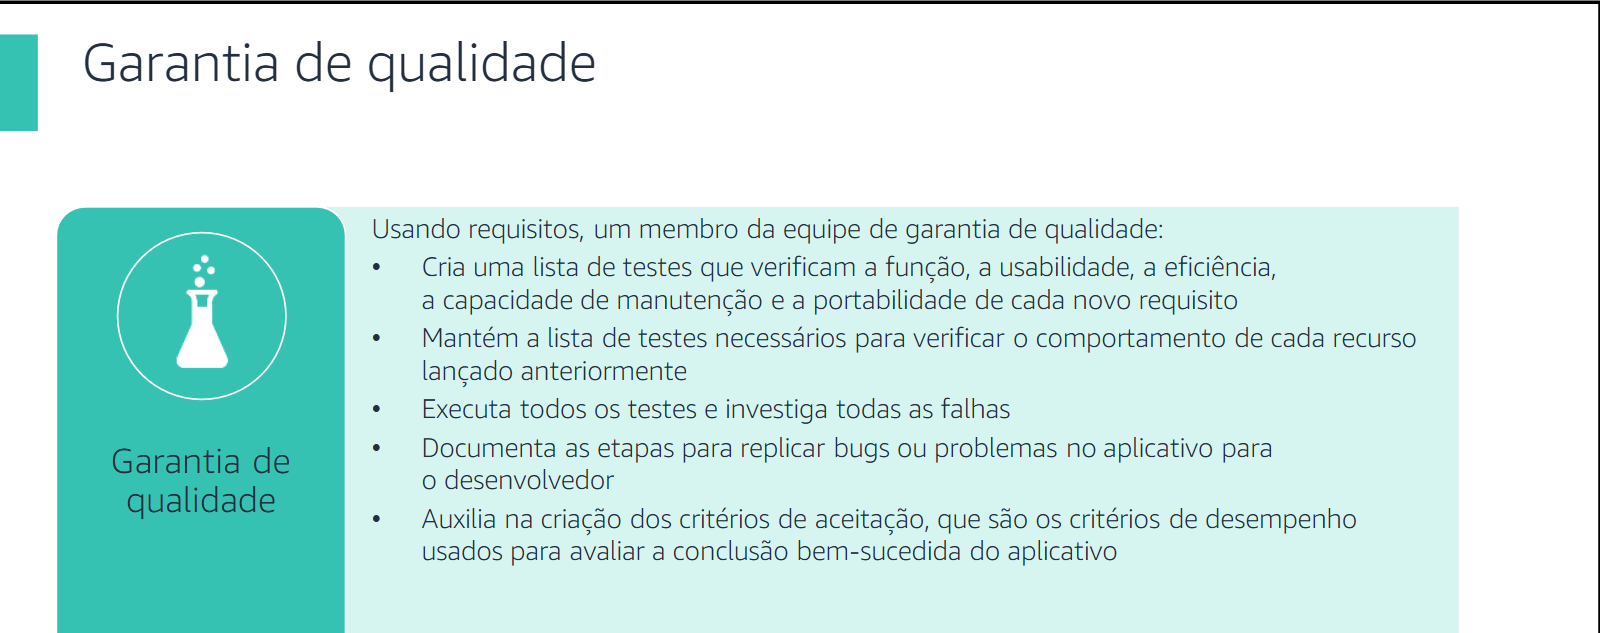 Garantia de qualidade
Garantia de
qualidade
Usando requisitos, um membro da equipe de garantia de qualidade:
• Cria uma lista de testes que verificam a função, a usabilidade, a eficiência,
a capacidade de manutenção e a portabilidade de cada novo requisito
• Mantém a lista de testes necessários para verificar o comportamento de cada recurso
lançado anteriormente
• Executa todos os testes e investiga todas as falhas
• Documenta as etapas para replicar bugs ou problemas no aplicativo para
o desenvolvedor
• Auxilia na criação dos critérios de aceitação, que são os critérios de desempenho
usados para avaliar a conclusão bem-sucedida do aplicativo